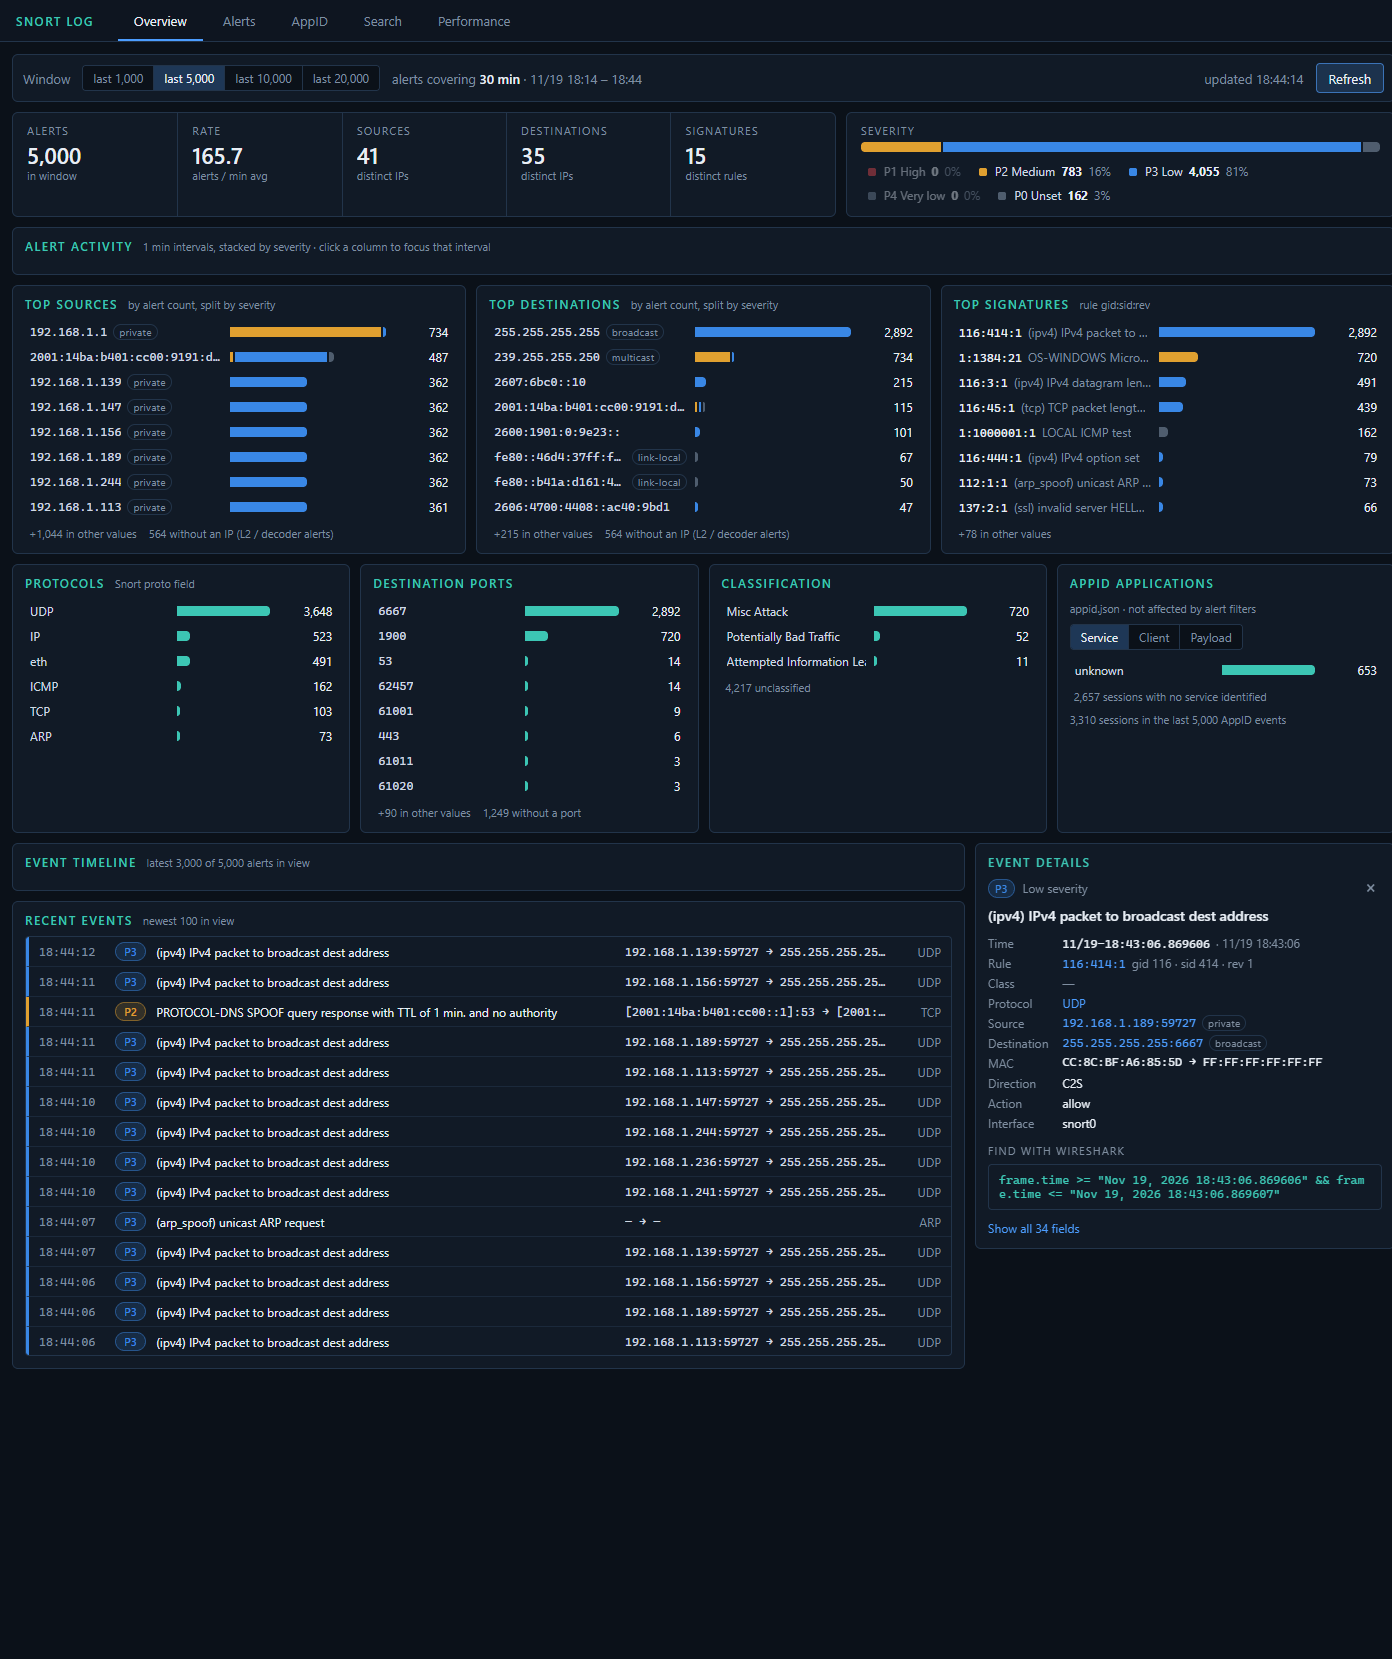 SNORT LOG Overview Alerts AppID Search Performance
Window last 1,000 last 5,000 last 10,000 last 20,000 alerts covering 30 min · 11/19 18:14 – 18:44 updated 18:44:14 Refresh
ALERTS
5,000
in window
RATE
165.7
alerts / min avg
SOURCES
41
distinct IPs
DESTINATIONS
35
distinct IPs
SIGNATURES
15
distinct rules
SEVERITY
P1 High 0 0% P2 Medium 783 16% P3 Low 4,055 81%
P4 Very low 0 0% P0 Unset 162 3%
ALERT ACTIVITY 1 min intervals, stacked by severity · click a column to focus that interval
TOP SOURCES by alert count, split by severity
192.168.1.1 private 734
2001:14ba:b401:cc00:9191:d… 487
192.168.1.139 private 362
192.168.1.147 private 362
192.168.1.156 private 362
192.168.1.189 private 362
192.168.1.244 private 362
192.168.1.113 private 361
+1,044 in other values 564 without an IP (L2 / decoder alerts)
TOP DESTINATIONS by alert count, split by severity
255.255.255.255 broadcast 2,892
239.255.255.250 multicast 734
2607:6bc0::10 215
2001:14ba:b401:cc00:9191:d… 115
2600:1901:0:9e23:: 101
fe80::46d4:37ff:f… link-local 67
fe80::b41a:d161:4… link-local 50
2606:4700:4408::ac40:9bd1 47
+215 in other values 564 without an IP (L2 / decoder alerts)
TOP SIGNATURES rule gid:sid:rev
116:414:1 (ipv4) IPv4 packet to … 2,892
1:1384:21 OS-WINDOWS Micro… 720
116:3:1 (ipv4) IPv4 datagram len… 491
116:45:1 (tcp) TCP packet lengt… 439
1:1000001:1 LOCAL ICMP test 162
116:444:1 (ipv4) IPv4 option set 79
112:1:1 (arp_spoof) unicast ARP … 73
137:2:1 (ssl) invalid server HELL… 66
+78 in other values
PROTOCOLS Snort proto field
UDP 3,648
IP 523
eth 491
ICMP 162
TCP 103
ARP 73
DESTINATION PORTS
6667 2,892
1900 720
53 14
62457 14
61001 9
443 6
61011 3
61020 3
+90 in other values 1,249 without a port
CLASSIFICATION
Misc Attack 720
Potentially Bad Traffic 52
Attempted Information Lea 11
4,217 unclassified
APPID APPLICATIONS
appid.json · not affected by alert filters
Service Client Payload
unknown 653
2,657 sessions with no service identified
3,310 sessions in the last 5,000 AppID events
EVENT TIMELINE latest 3,000 of 5,000 alerts in view
RECENT EVENTS newest 100 in view
18:44:12 P3 (ipv4) IPv4 packet to broadcast dest address 192.168.1.139:59727 → 255.255.255.25… UDP
18:44:11 P3 (ipv4) IPv4 packet to broadcast dest address 192.168.1.156:59727 → 255.255.255.25… UDP
18:44:11 P2 PROTOCOL-DNS SPOOF query response with TTL of 1 min. and no authority [2001:14ba:b401:cc00::1]:53 → [2001:… TCP
18:44:11 P3 (ipv4) IPv4 packet to broadcast dest address 192.168.1.189:59727 → 255.255.255.25… UDP
18:44:11 P3 (ipv4) IPv4 packet to broadcast dest address 192.168.1.113:59727 → 255.255.255.25… UDP
18:44:10 P3 (ipv4) IPv4 packet to broadcast dest address 192.168.1.147:59727 → 255.255.255.25… UDP
18:44:10 P3 (ipv4) IPv4 packet to broadcast dest address 192.168.1.244:59727 → 255.255.255.25… UDP
18:44:10 P3 (ipv4) IPv4 packet to broadcast dest address 192.168.1.236:59727 → 255.255.255.25… UDP
18:44:10 P3 (ipv4) IPv4 packet to broadcast dest address 192.168.1.241:59727 → 255.255.255.25… UDP
18:44:07 P3 (arp_spoof) unicast ARP request — → — ARP
18:44:07 P3 (ipv4) IPv4 packet to broadcast dest address 192.168.1.139:59727 → 255.255.255.25… UDP
18:44:06 P3 (ipv4) IPv4 packet to broadcast dest address 192.168.1.156:59727 → 255.255.255.25… UDP
18:44:06 P3 (ipv4) IPv4 packet to broadcast dest address 192.168.1.189:59727 → 255.255.255.25… UDP
18:44:06 P3 (ipv4) IPv4 packet to broadcast dest address 192.168.1.113:59727 → 255.255.255.25… UDP
EVENT DETAILS
P3 Low severity ×
(ipv4) IPv4 packet to broadcast dest address
Time 11/19-18:43:06.869606 · 11/19 18:43:06
Rule 116:414:1 gid 116 · sid 414 · rev 1
Class —
Protocol UDP
Source 192.168.1.189:59727 private
Destination 255.255.255.255:6667 broadcast
MAC CC:8C:BF:A6:85:5D → FF:FF:FF:FF:FF:FF
Direction C2S
Action allow
Interface snort0
FIND WITH WIRESHARK
frame.time >= "Nov 19, 2026 18:43:06.869606" && fram
e.time <= "Nov 19, 2026 18:43:06.869607"
Show all 34 fields